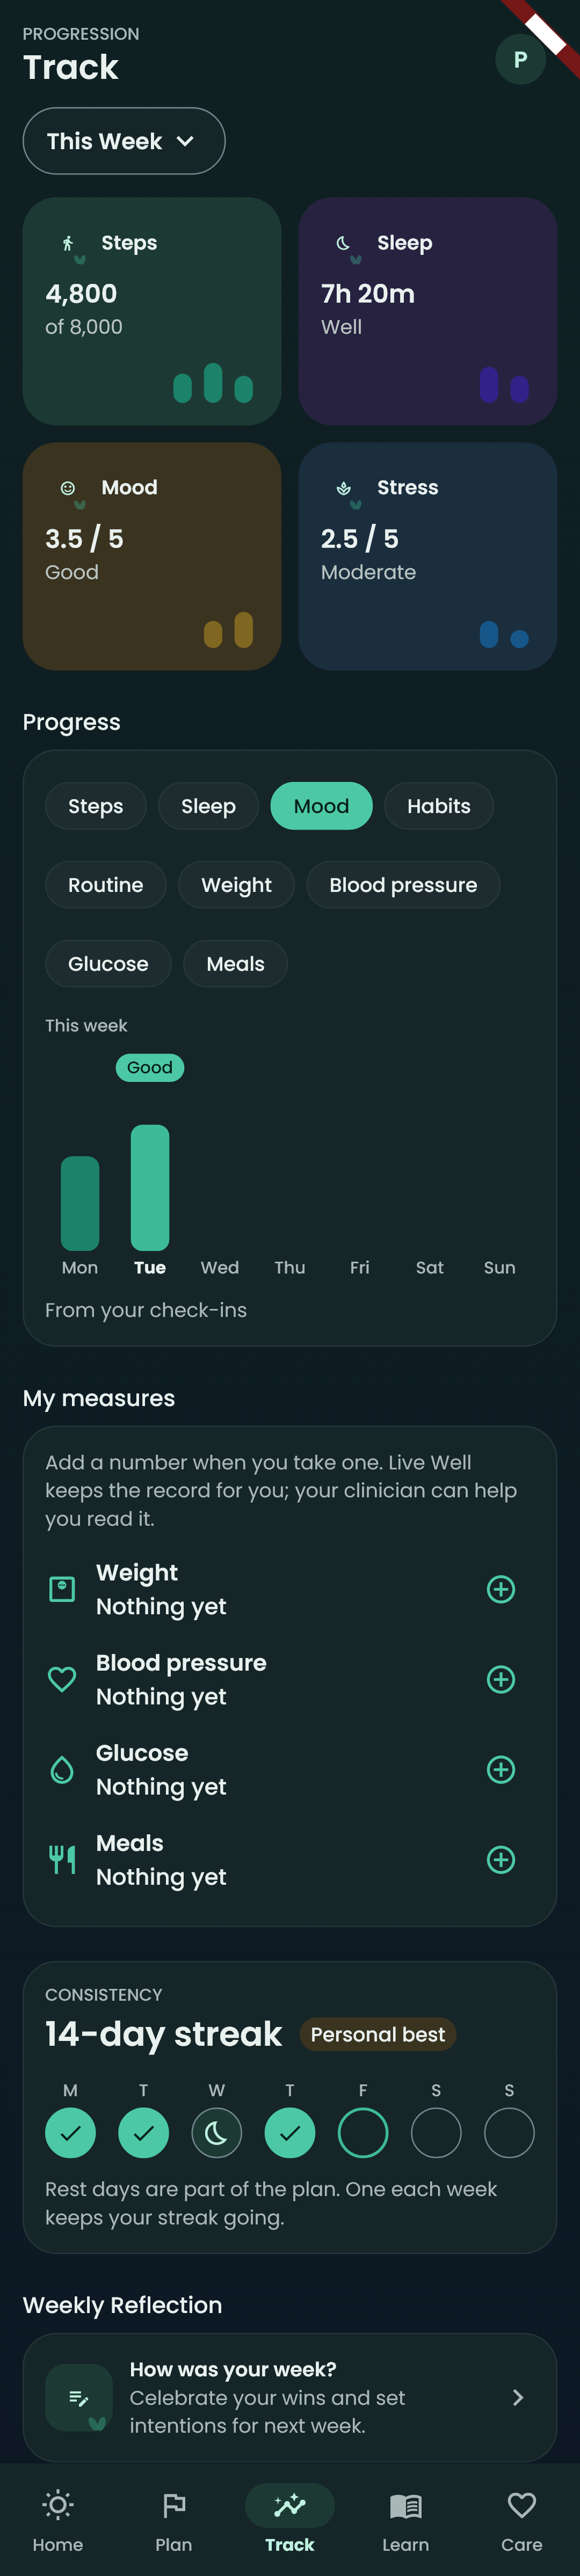 PROGRESSION
Track
P
This Week
Steps
4,800
of 8,000
Sleep
7h 20m
Well
Mood
3.5 / 5
Good
Stress
2.5 / 5
Moderate
Progress
Steps
Sleep
Mood
Habits
Routine
Weight
Blood pressure
Glucose
Meals
This week
Good
Mon
Tue
Wed
Thu
Fri
Sat
Sun
From your check-ins
My measures
Add a number when you take one. Live Well
keeps the record for you; your clinician can help
you read it.
Weight
Nothing yet
Blood pressure
Nothing yet
Glucose
Nothing yet
Meals
Nothing yet
CONSISTENCY
14-day streak
Personal best
M
T
W
T
F
S
S
Rest days are part of the plan. One each week
keeps your streak going.
Weekly Reflection
How was your week?
Celebrate your wins and set
intentions for next week.
Home
Plan
Track
Learn
Care